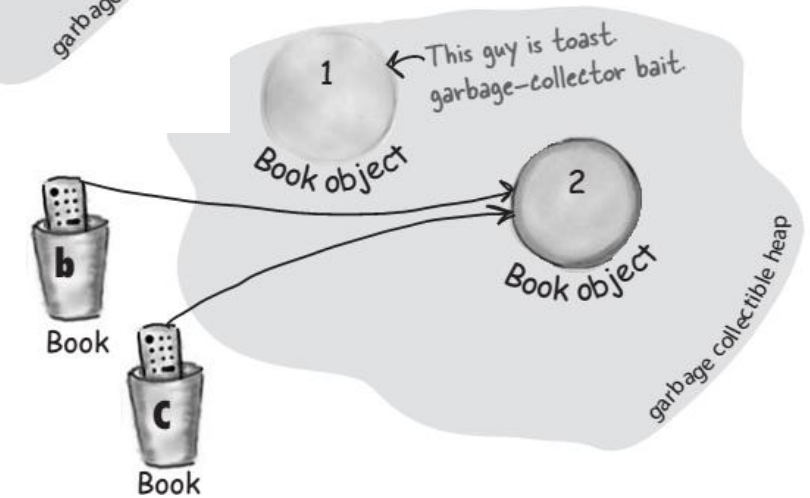 garbage
1
This guy is toast.
garbage-collector bait.
Book object
2
Book object
b
Book
c
Book
garbage collectible heap